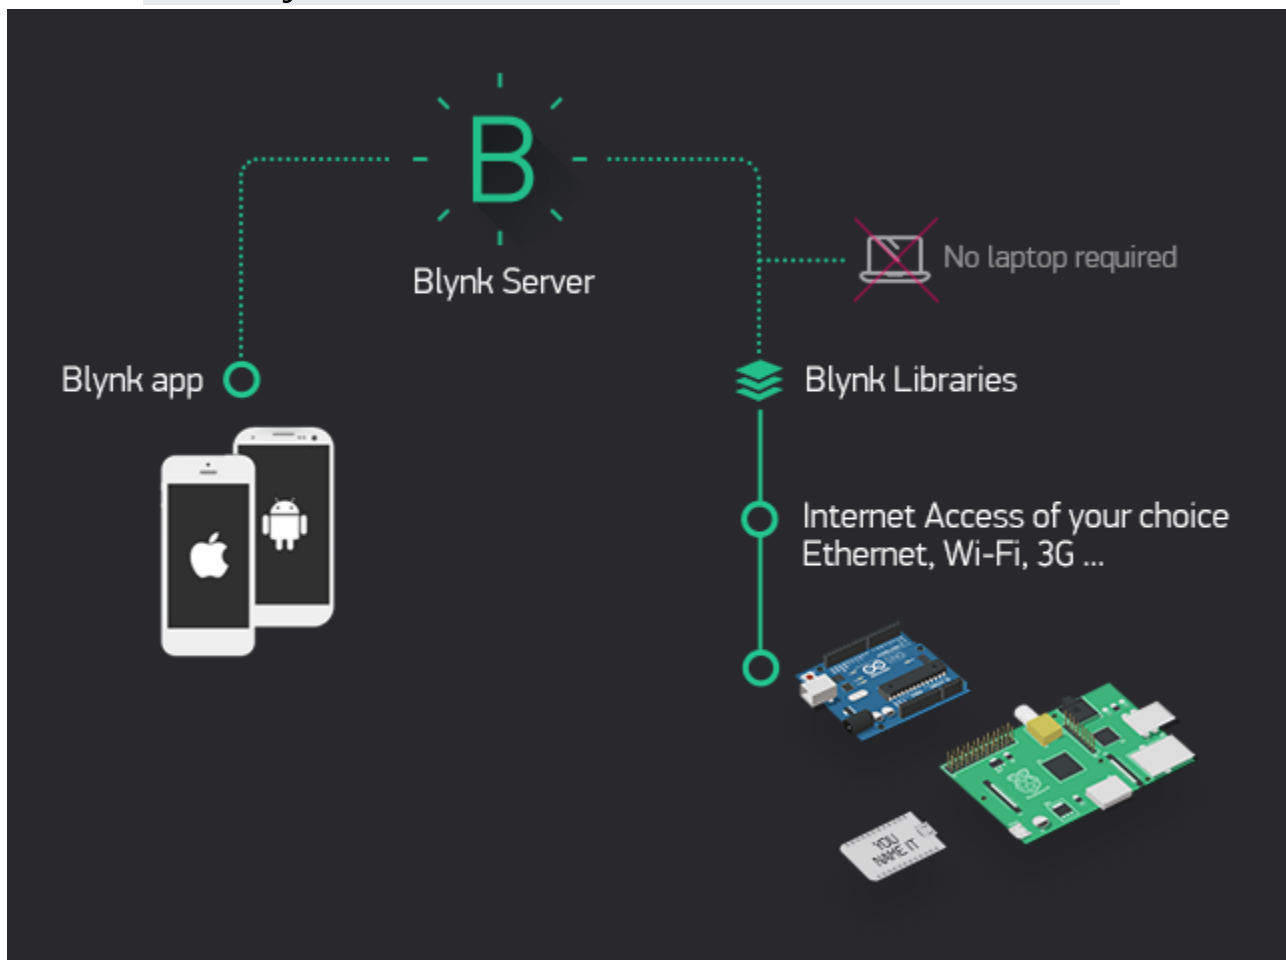 B
Blynk Server
No laptop required
Blynk app
Blynk Libraries
Internet Access of your choice
Ethernet, Wi-Fi, 3G ...
UNO
YOU
NAME IT